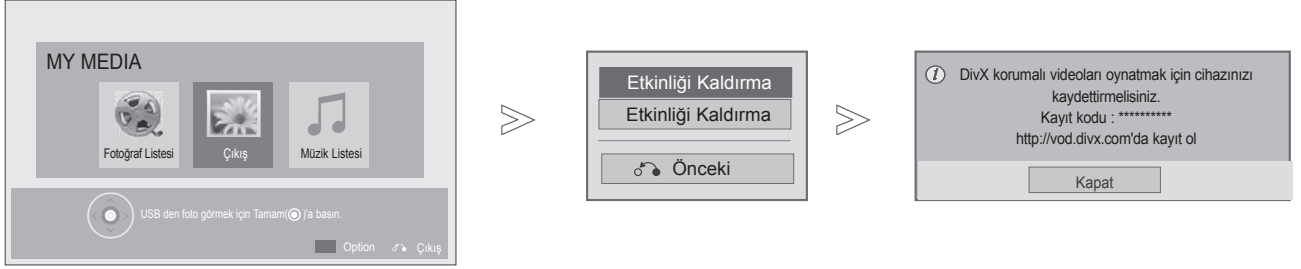 MY MEDIA
Fotoğraf Listesi
Çıkış
Müzik Listesi
USB den foto görmek için Tamam(◉)'a basın.
Option
Çıkış
Etkinliği Kaldırma
Etkinliği Kaldırma
Önceki
DivX korumalı videoları oynatmak için cihazınızı
kaydettirmelisiniz.
Kayıt kodu : **********
http://vod.divx.com'da kayıt ol
Kapat